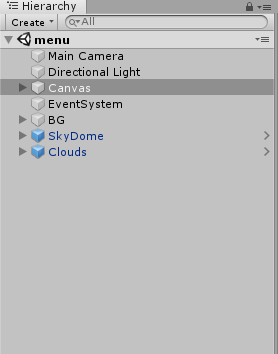 Hierarchy
Create All
menu
Main Camera
Directional Light
Canvas
EventSystem
BG
SkyDome
Clouds